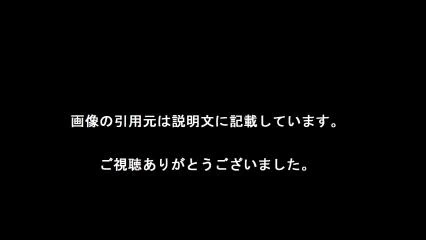 画像の引用元は説明文に記載しています。
ご視聴ありがとうございました。